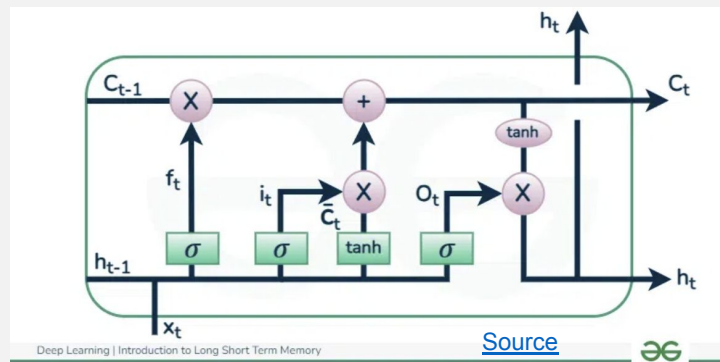 hₜ
Cₜ₋₁
Cₜ
X
+
tanh
fₜ
iₜ
X
Oₜ
X
C̄ₜ
σ
σ
tanh
σ
hₜ₋₁
hₜ
xₜ
Deep Learning | Introduction to Long Short Term Memory
Source